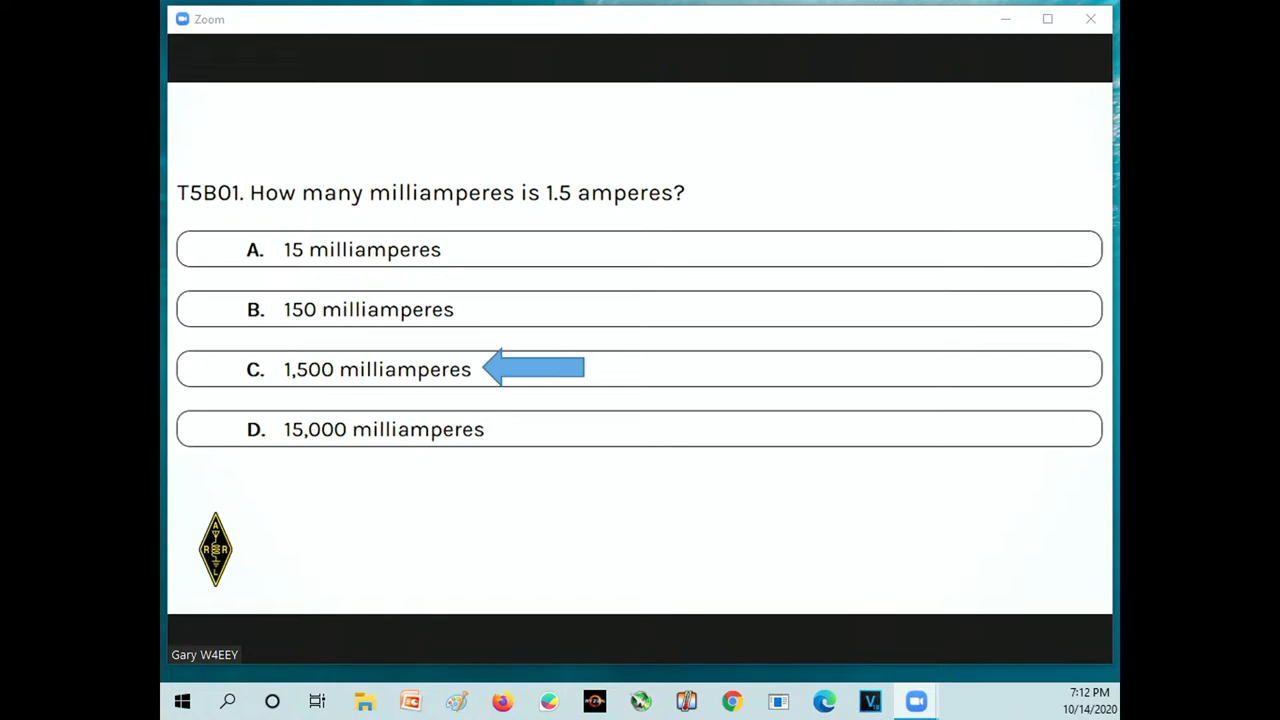 Zoom
T5B01. How many milliamperes is 1.5 amperes?
A. 15 milliamperes
B. 150 milliamperes
C. 1,500 milliamperes
D. 15,000 milliamperes
A
R R
L
Gary W4EEY
7:12 PM
10/14/2020